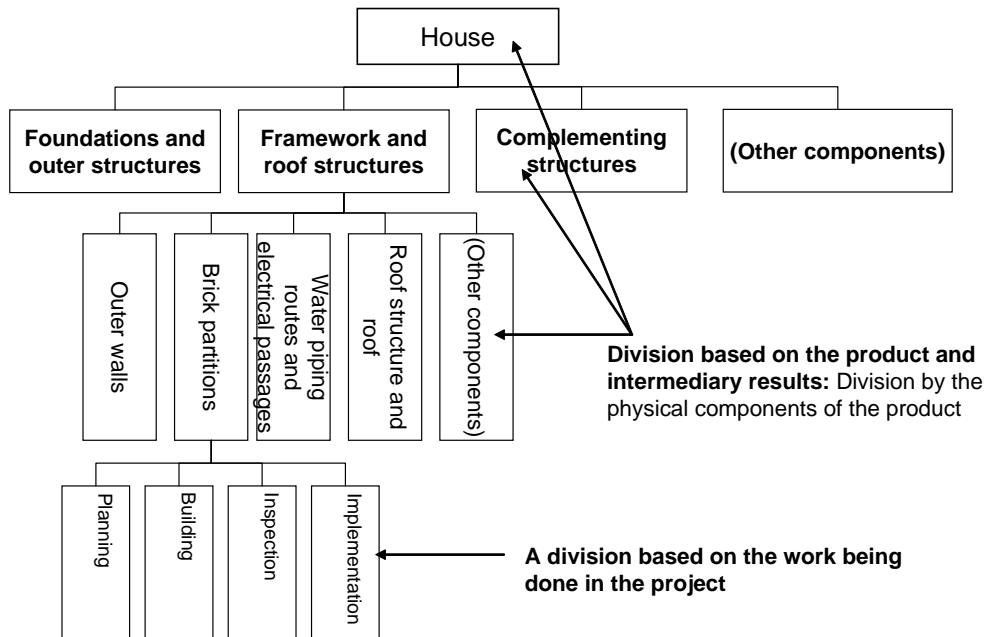 House
Foundations and
outer structures
Framework and
roof structures
Complementing
structures
(Other components)
Outer walls
Brick partitions
Water piping
routes and
electrical passages
Roof structure and
roof
(Other components)
Division based on the product and
intermediary results: Division by the
physical components of the product
Planning
Building
Inspection
Implementation
A division based on the work being
done in the project